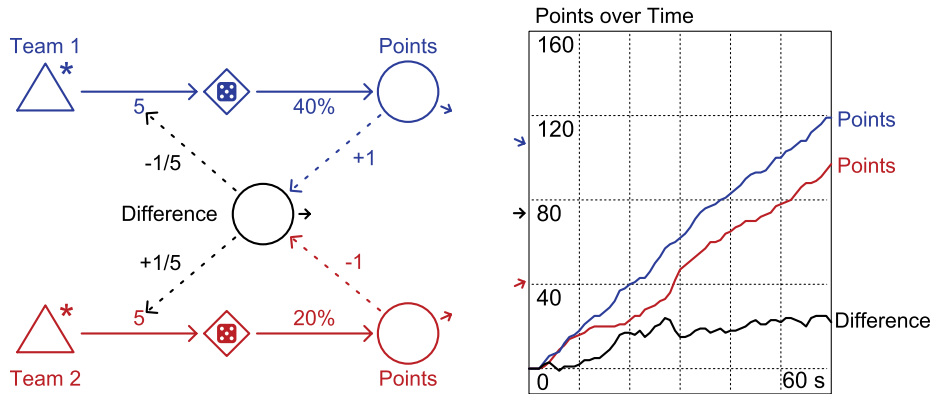 Team 1
*
5
40%
Points
-1/5
+1
Difference
+1/5
-1
*
5
20%
Team 2
Points
Points over Time
160
120
80
40
0
60 s
Points
Points
Difference